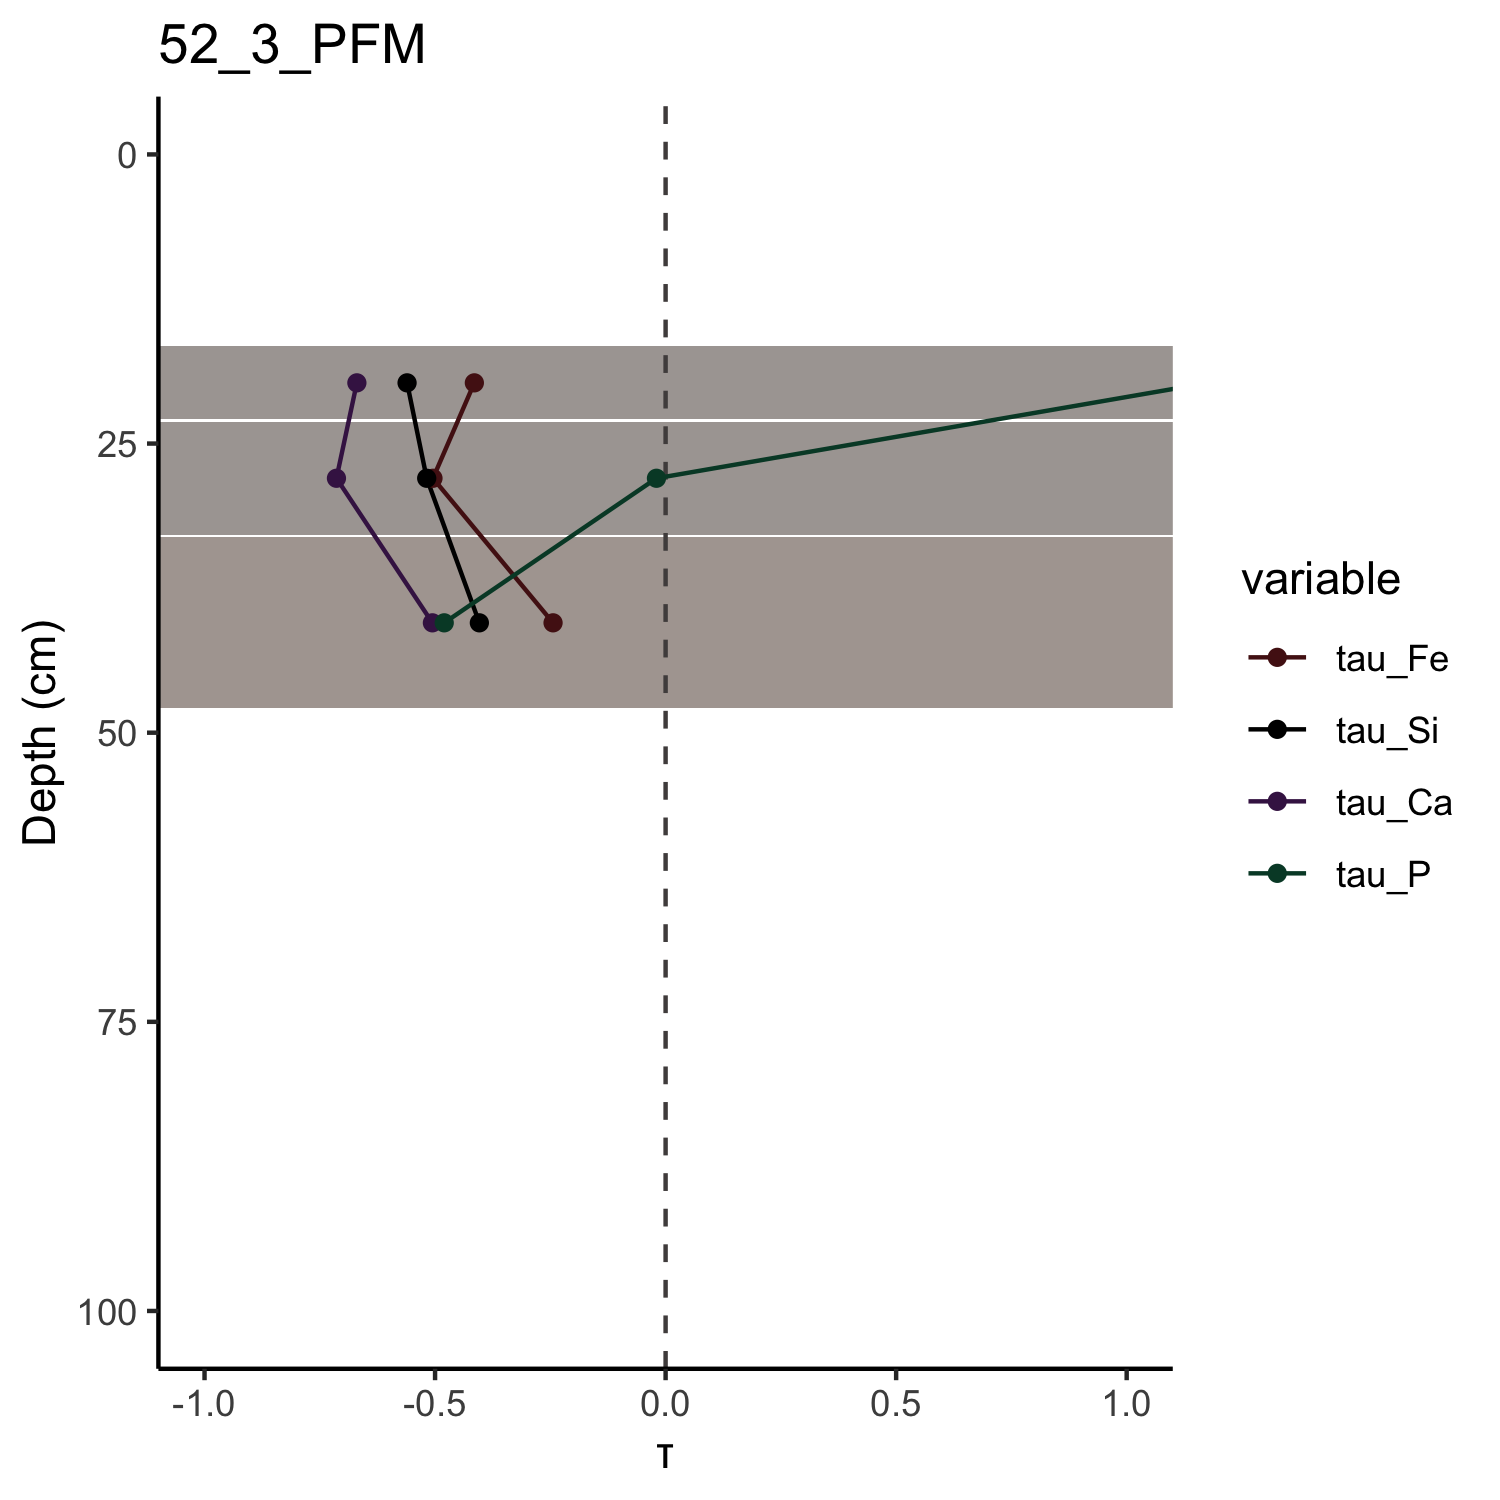 52_3_PFM
0
25
50
75
100
Depth (cm)
-1.0
-0.5
0.0
0.5
1.0
τ
variable
tau_Fe
tau_Si
tau_Ca
tau_P